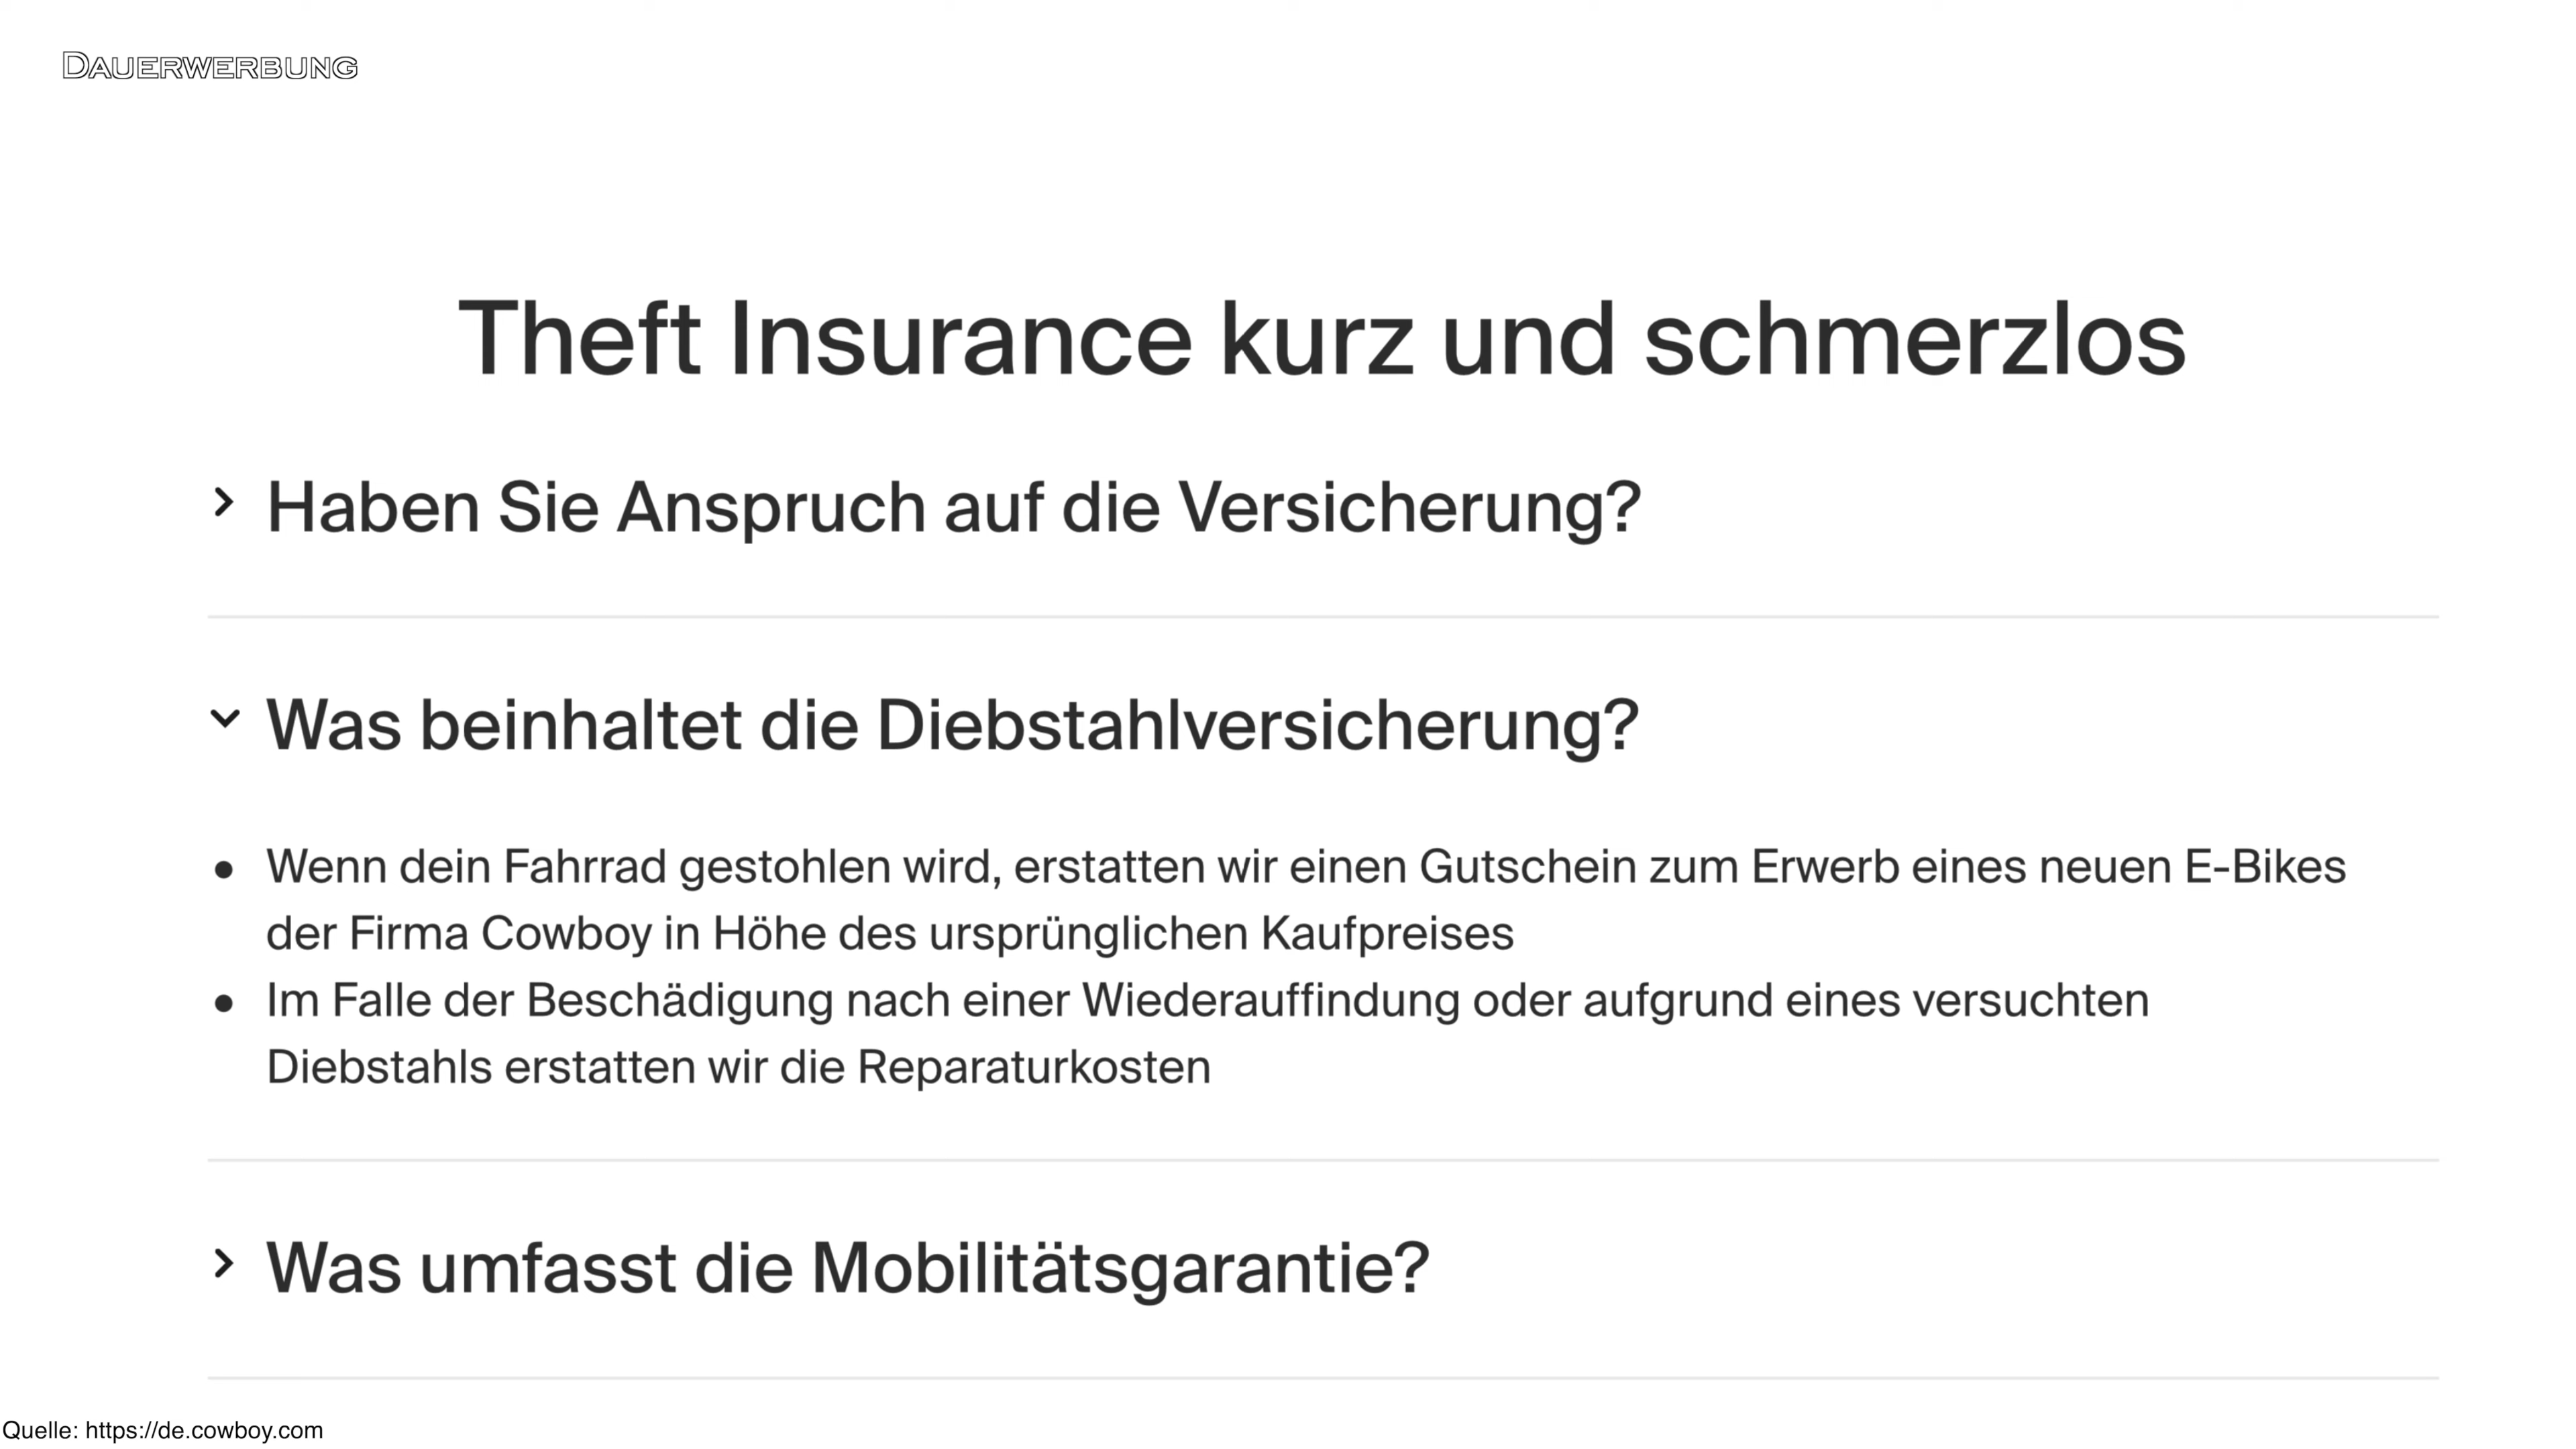 DAUERWERBUNG
Theft Insurance kurz und schmerzlos
Haben Sie Anspruch auf die Versicherung?
Was beinhaltet die Diebstahlversicherung?
• Wenn dein Fahrrad gestohlen wird, erstatten wir einen Gutschein zum Erwerb eines neuen E-Bikes
der Firma Cowboy in Höhe des ursprünglichen Kaufpreises
• Im Falle der Beschädigung nach einer Wiederauffindung oder aufgrund eines versuchten
Diebstahls erstatten wir die Reparaturkosten
Was umfasst die Mobilitätsgarantie?
Quelle: https://de.cowboy.com